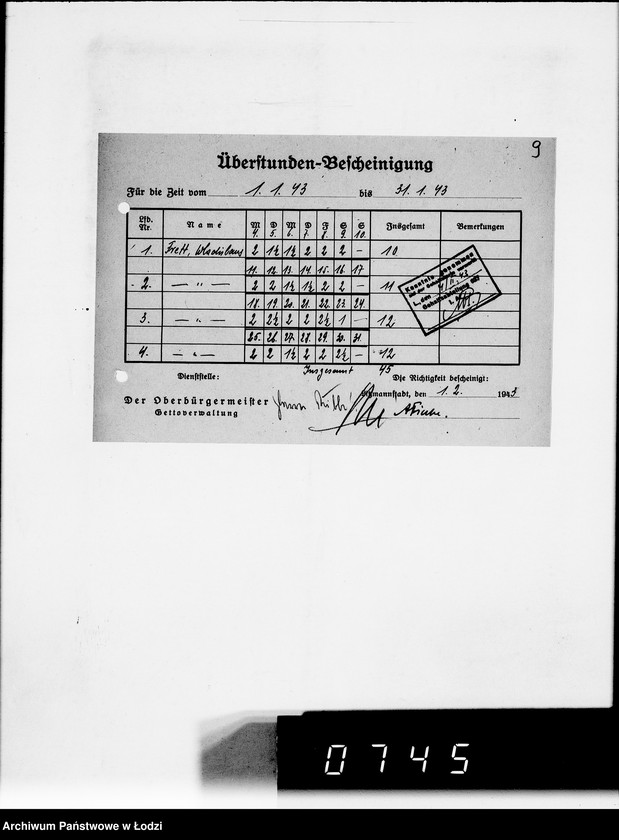 9
Überstunden-Bescheinigung
Für die Zeit vom 1. 1. 43 bis 31. 1. 43
Lfd. Nr. Name M D M D F S S Insgesamt Bemerkungen
4. 5. 6. 7. 8. 9. 10.
1. Frett, Wladislaus 2 1½ 1½ 2 2 2 – 10
11. 12. 13. 14. 15. 16. 17
2. — " — 2 2 1½ 1½ 2 2 – 11
18. 19. 20. 21. 22. 23. 24.
3. — " — 2 2½ 2 2 2½ 1 – 12
25. 26. 27. 28. 29. 30. 31.
4. — " — 2 2 1½ 2 2 2½ – 12
Kenntnis genommen
Insgesamt 45
Dienststelle: Die Richtigkeit bescheinigt:
Der Oberbürgermeister Herrn
Gettoverwaltung
Litzmannstadt, den 1. 2. 1943
0745
Archiwum Państwowe w Łodzi